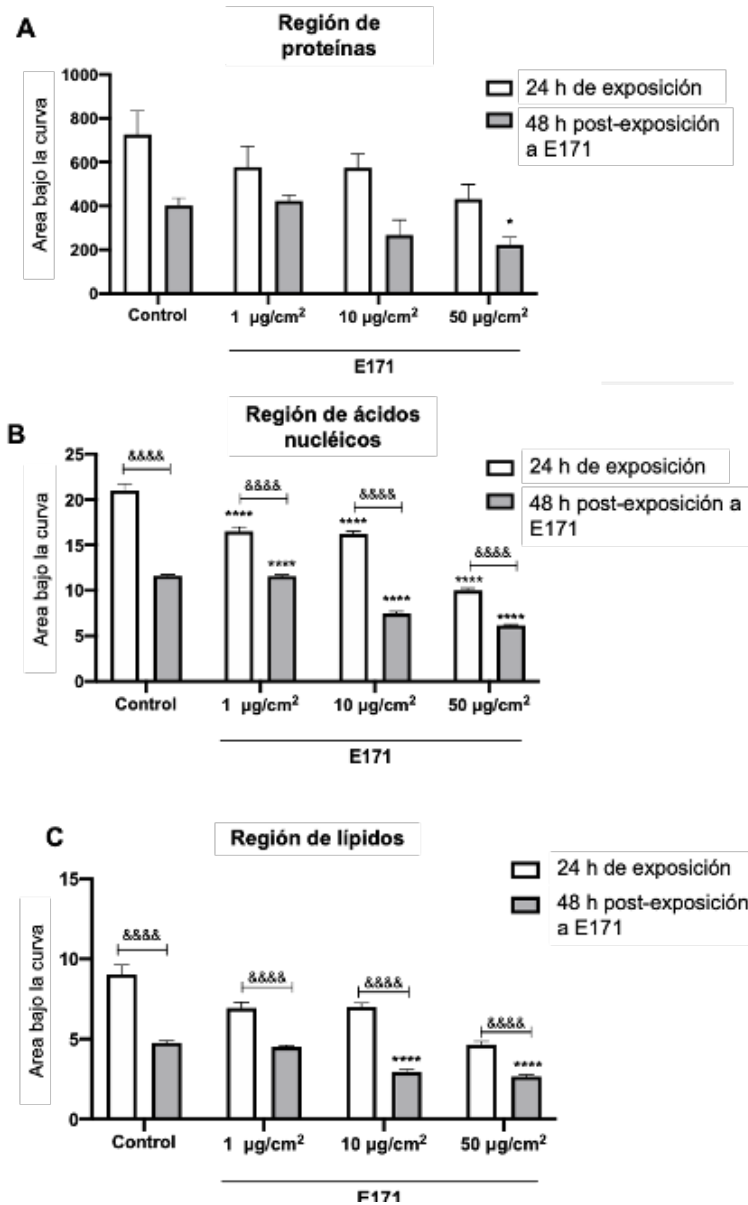 A
Región de
proteínas
Area bajo la curva
1000
800
600
400
200
0
24 h de exposición
48 h post-exposición
a E171
*
Control
1 µg/cm²
10 µg/cm²
50 µg/cm²
E171
B
Región de ácidos
nucléicos
Area bajo la curva
25
20
15
10
5
0
24 h de exposición
48 h post-exposición a
E171
&&&&
&&&&
&&&&
&&&&
****
****
****
****
****
****
Control
1 µg/cm²
10 µg/cm²
50 µg/cm²
E171
C
Región de lípidos
Area bajo la curva
15
10
5
0
24 h de exposición
48 h post-exposición
a E171
&&&&
&&&&
&&&&
&&&&
****
****
Control
1 µg/cm²
10 µg/cm²
50 µg/cm²
E171